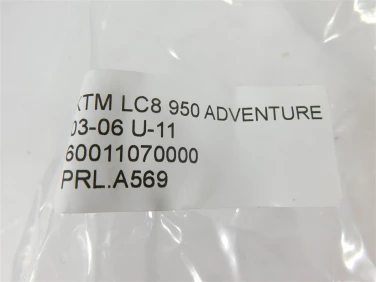 KTM LC8 950 ADVENTURE
03-06 U-11
60011070000
PRL.A569